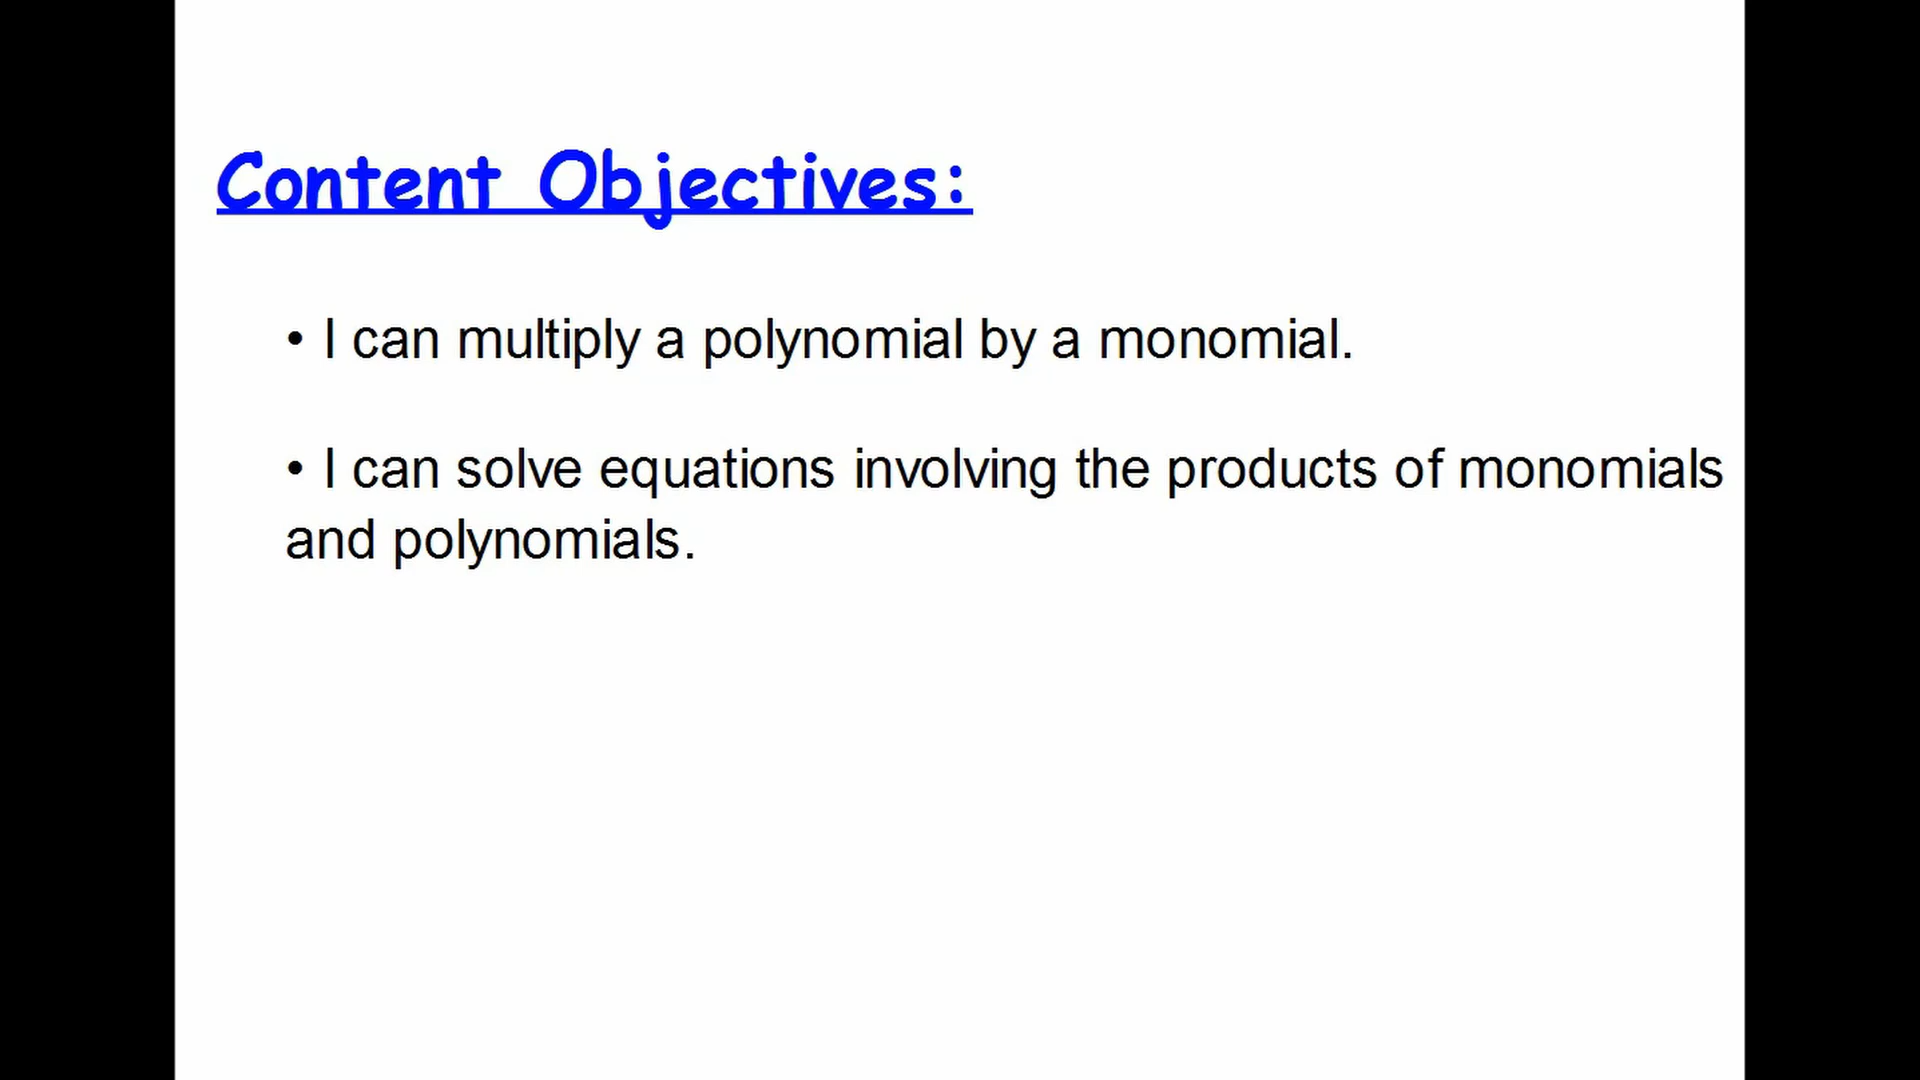 Content Objectives:
• I can multiply a polynomial by a monomial.
• I can solve equations involving the products of monomials
and polynomials.